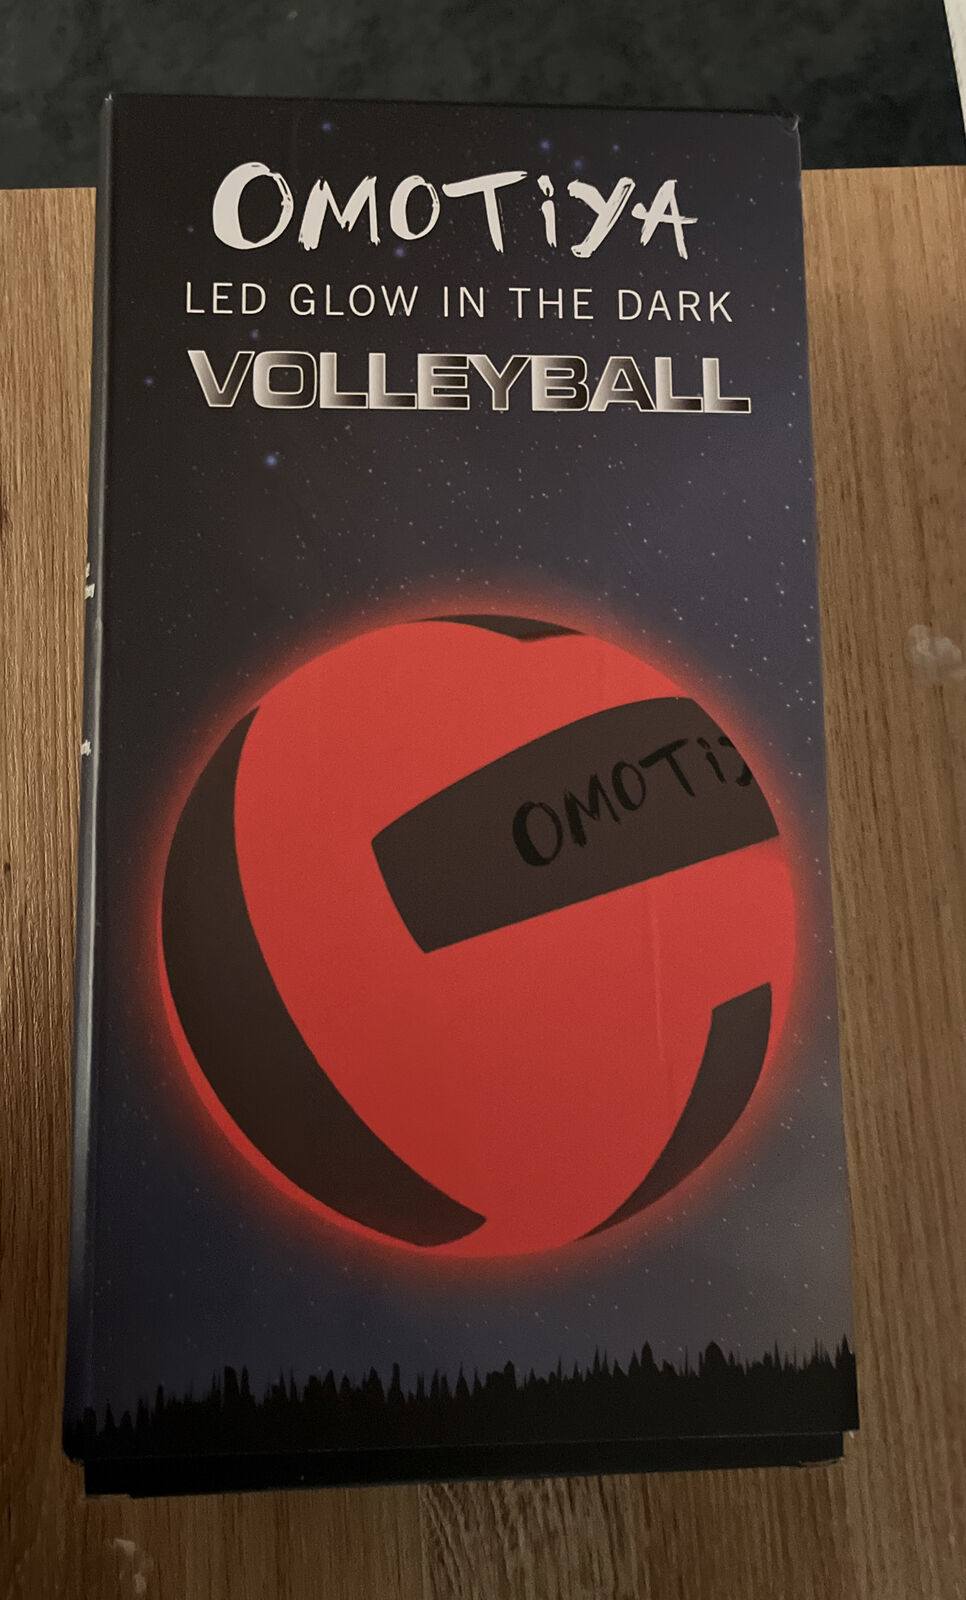 OMOTiYA
LED GLOW IN THE DARK
VOLLEYBALL
OMOTiY